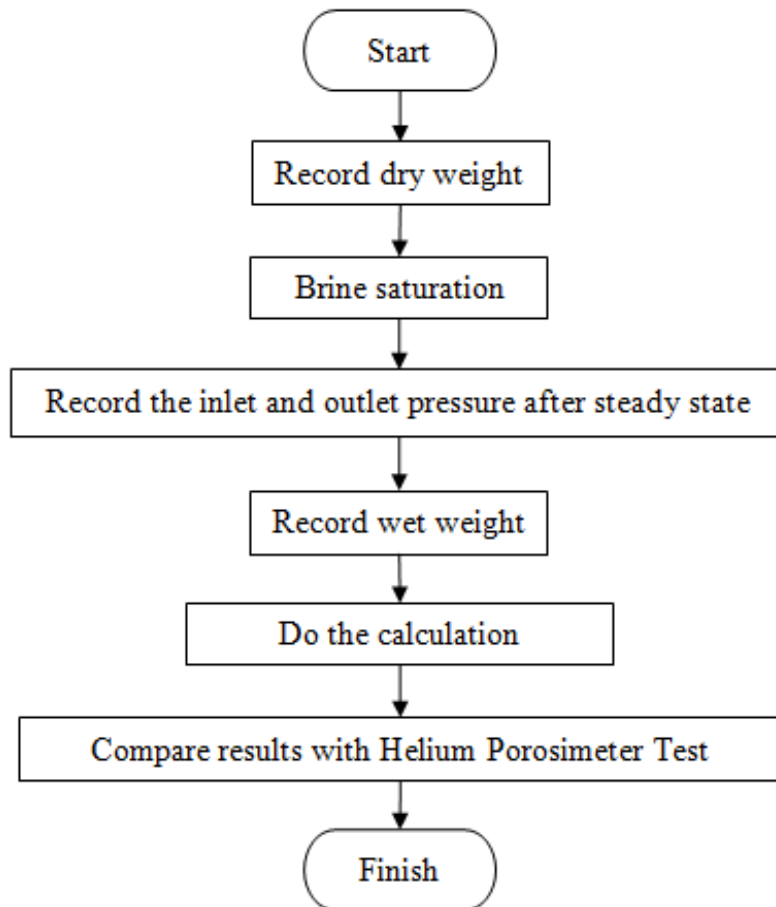 Start
Record dry weight
Brine saturation
Record the inlet and outlet pressure after steady state
Record wet weight
Do the calculation
Compare results with Helium Porosimeter Test
Finish